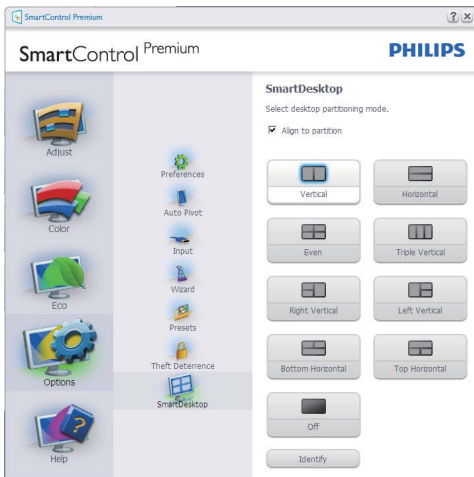 SmartControl Premium
SmartControl Premium
PHILIPS
Adjust
Color
Eco
Options
Help
Preferences
Auto Pivot
Input
Wizard
Presets
Theft Deterrence
SmartDesktop
SmartDesktop
Select desktop partitioning mode.
Align to partition
Vertical
Horizontal
Even
Triple Vertical
Right Vertical
Left Vertical
Bottom Horizontal
Top Horizontal
Off
Identify